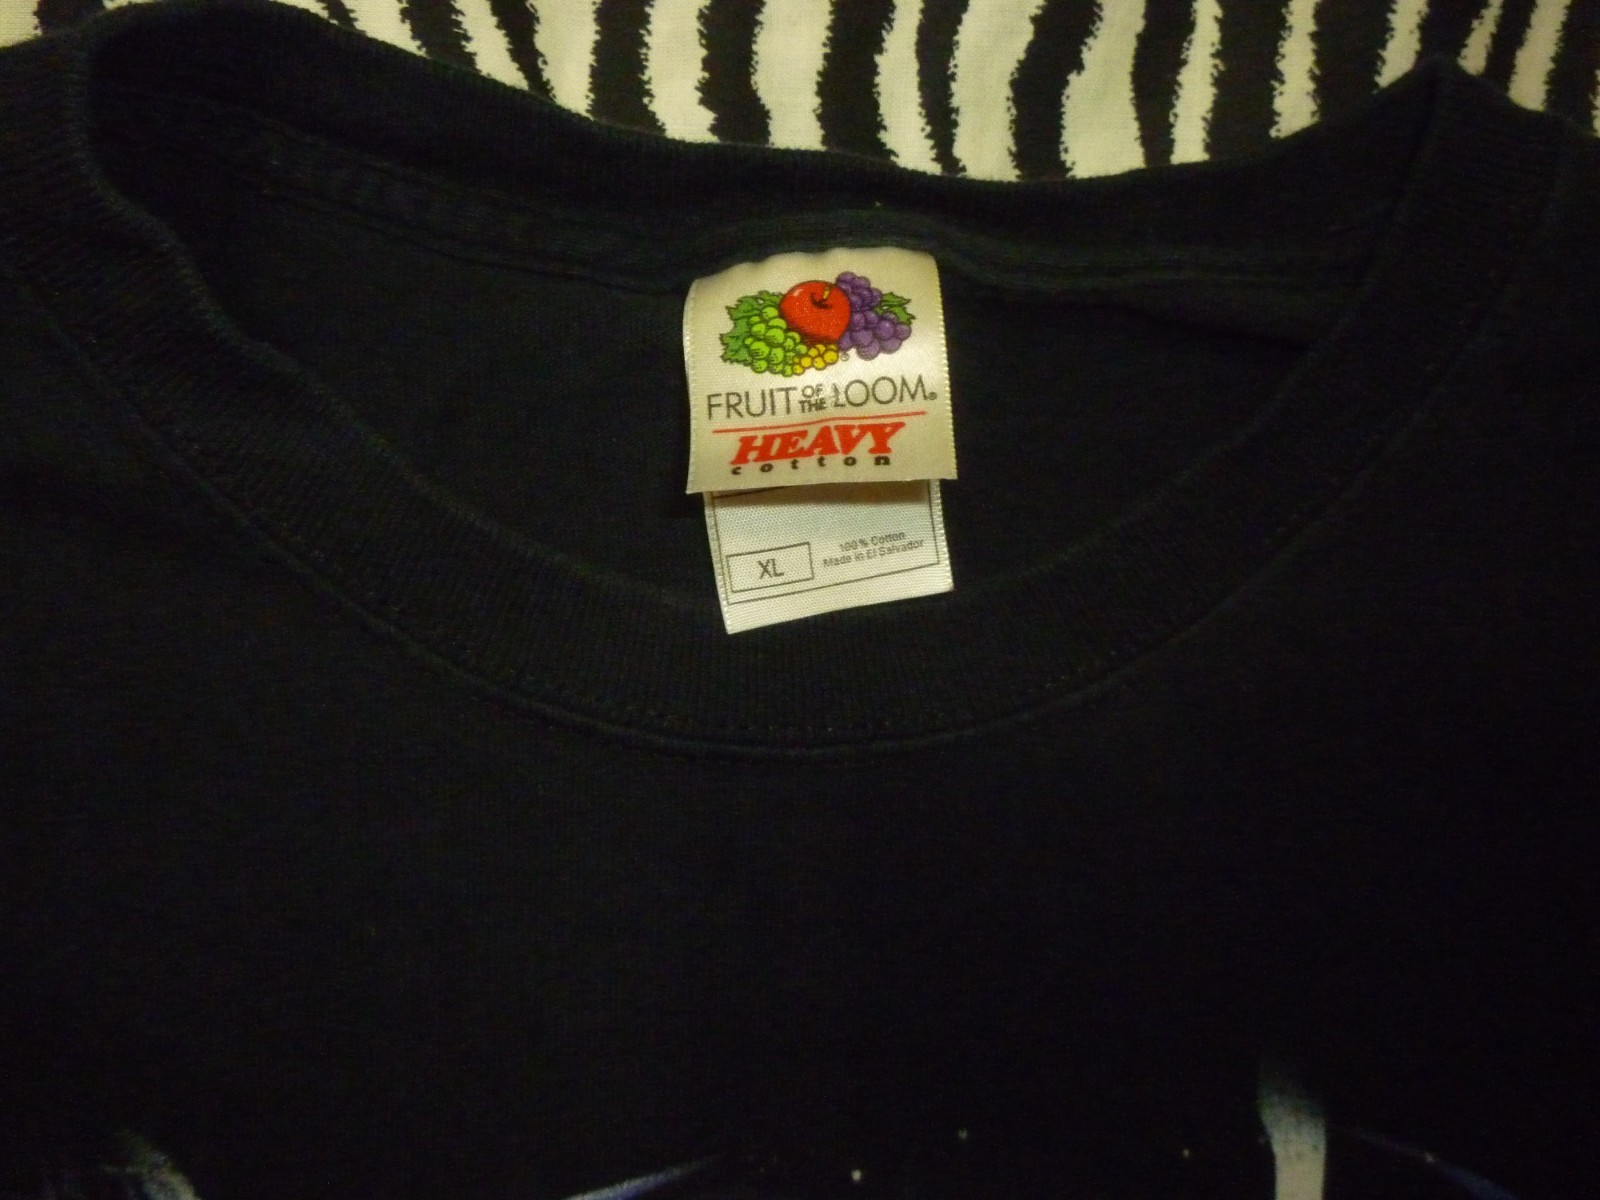 FRUIT OF THE LOOM®
HEAVY
cotton
XL
100% Cotton
Made in El Salvador